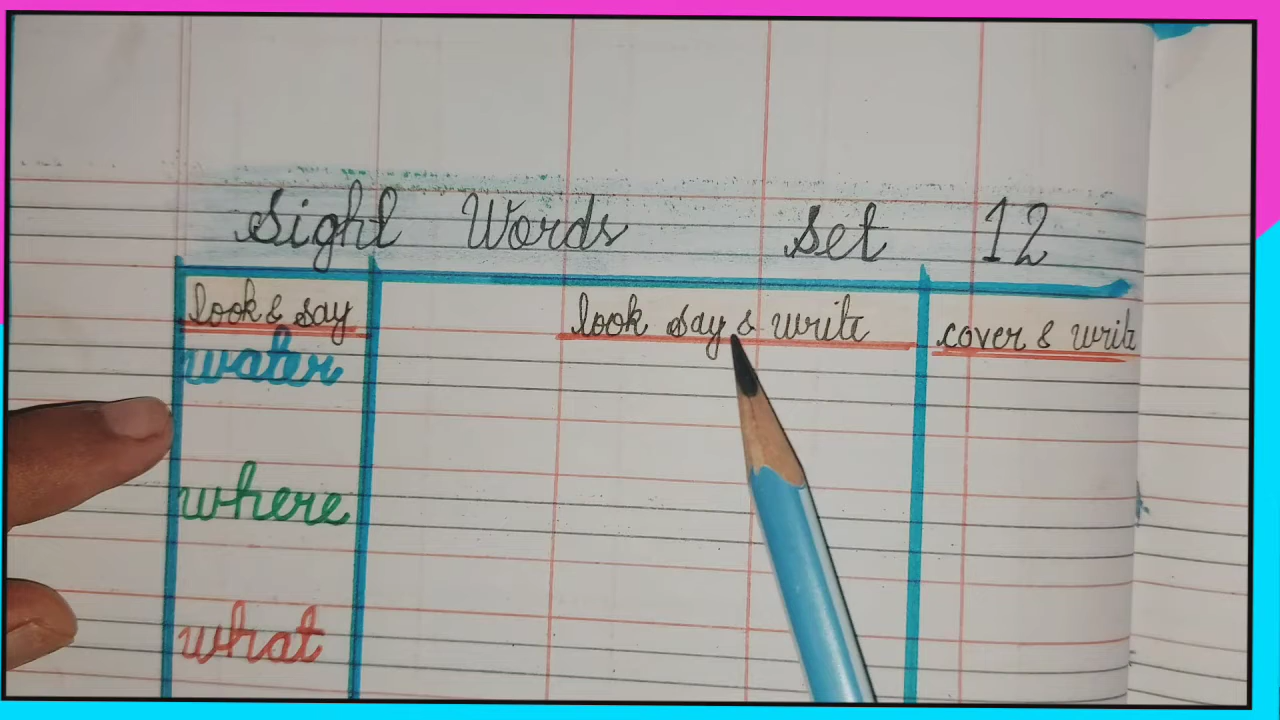 Sight Words Set 12
look & say look say & write cover & write
water
where
what